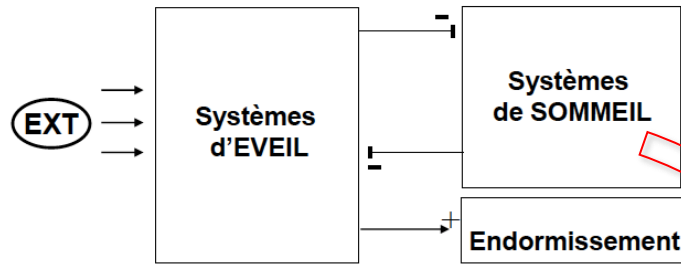 EXT
Systèmes
d'EVEIL
-
Systèmes
de SOMMEIL
-
+
Endormissement